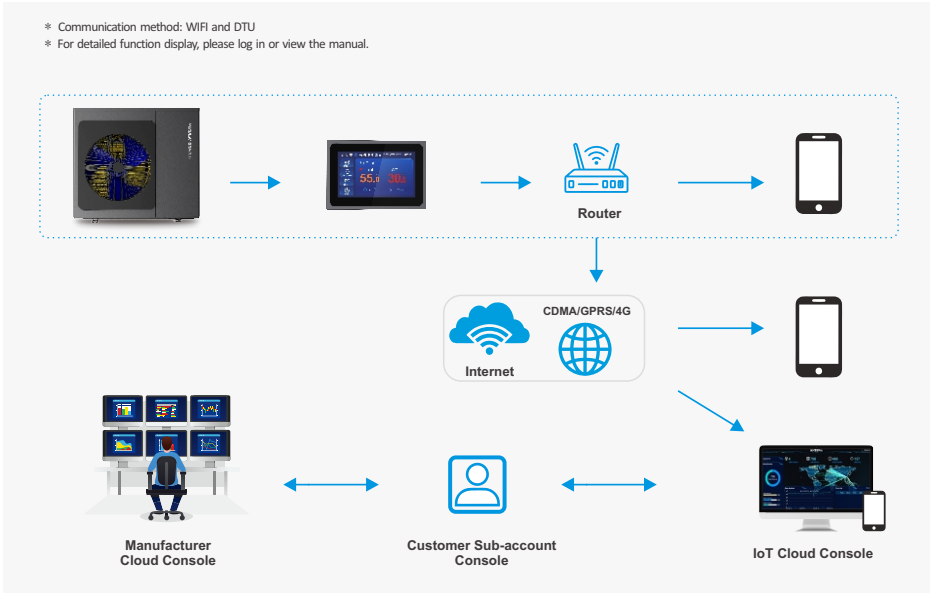 * Communication method: WIFI and DTU
* For detailed function display, please log in or view the manual.
55.
Router
CDMA/GPRS/4G
Internet
Manufacturer
Cloud Console
Customer Sub-account
Console
IoT Cloud Console